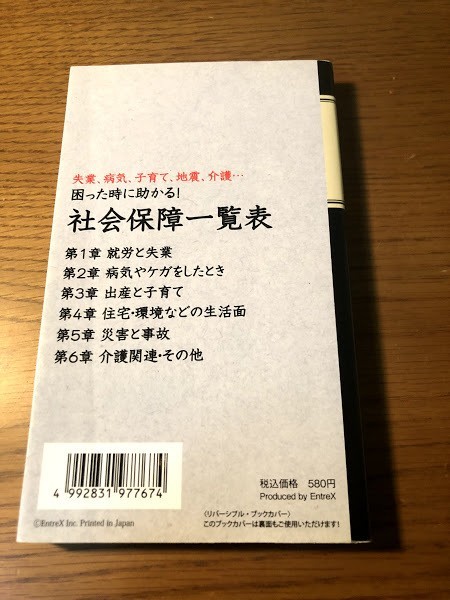 失業、病気、子育て、地震、介護…
困った時に助かる!
社会保障一覧表
第1章 就労と失業
第2章 病気やケガをしたとき
第3章 出産と子育て
第4章 住宅・環境などの生活面
第5章 災害と事故
第6章 介護関連・その他
4 992831 977674
税込価格 580円
Produced by EntreX
©EntreX Inc. Printed in Japan
〈リバーシブル・ブックカバー〉
このブックカバーは裏面もご使用いただけます!